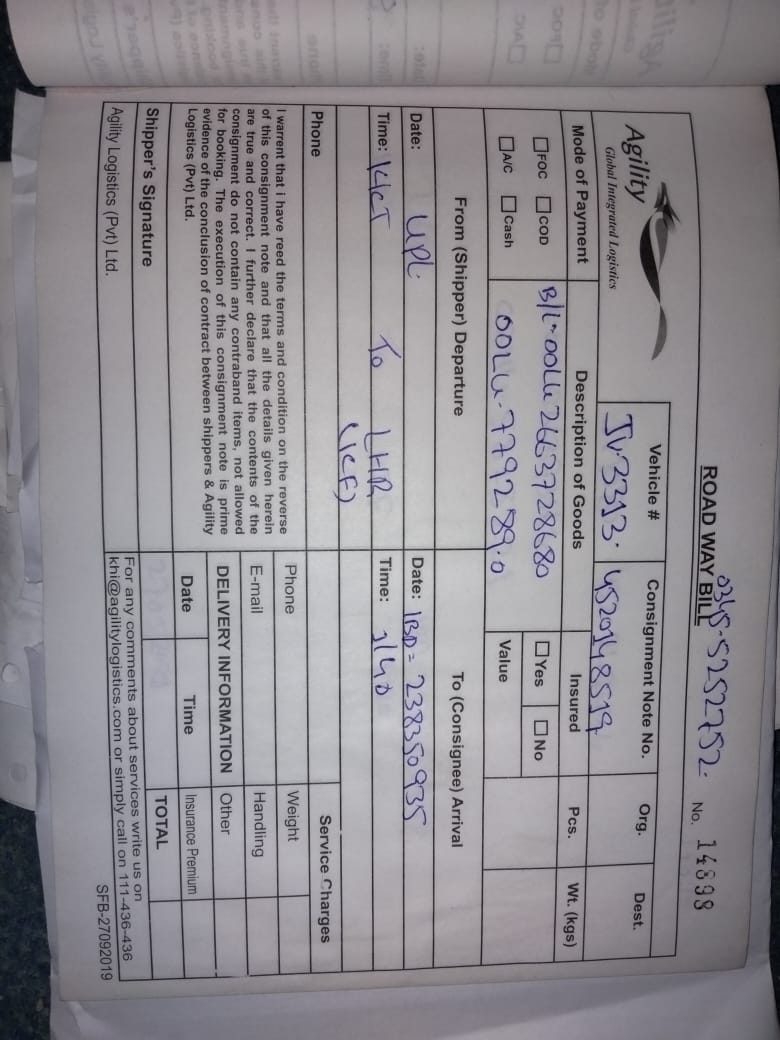 0345-5252752.
ROAD WAY BILL
No. 14898
Agility
Global Integrated Logistics
Vehicle #
Consignment Note No.
Org.
Dest.
JV-3313.
4520148519
Mode of Payment
Description of Goods
Insured
Pcs.
Wt. (kgs)
FOC
COD
B/L-OOLU 2663728680
Yes
No
A/C
Cash
OOLU-779289.0
Value
From (Shipper) Departure
To (Consignee) Arrival
Date: UPL
Date: IBD= 238350935
Time: KICT To LHR
Time: 1/40
(ICF)
Phone
Service Charges
I warrent that i have reed the terms and condition on the reverse
of this consignment note and that all the details given herein
are true and correct. I further declare that the contents of the
consignment do not contain any contraband items, not allowed
for booking. The execution of this consignment note is prime
evidence of the conclusion of contract between shippers & Agility
Logistics (Pvt) Ltd.
Phone
Weight
E-mail
Handling
DELIVERY INFORMATION
Other
Date
Time
Insurance Premium
TOTAL
Shipper's Signature
Agility Logistics (Pvt) Ltd.
For any comments about services write us on
khi@agilitylogistics.com or simply call on 111-436-436
SFB-27092019